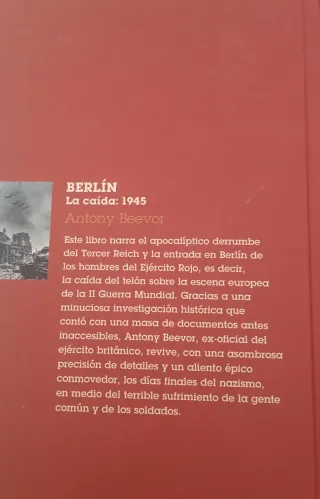 BERLÍN
La caída: 1945
Antony Beevor
Este libro narra el apocalíptico derrumbe
del Tercer Reich y la entrada en Berlín de
los hombres del Ejército Rojo, es decir,
la caída del telón sobre la escena europea
de la II Guerra Mundial. Gracias a una
minuciosa investigación histórica que
contó con una masa de documentos antes
inaccesibles, Antony Beevor, ex-oficial del
ejército británico, revive, con una asombrosa
precisión de detalles y un aliento épico
conmovedor, los días finales del nazismo,
en medio del terrible sufrimiento de la gente
común y de los soldados.